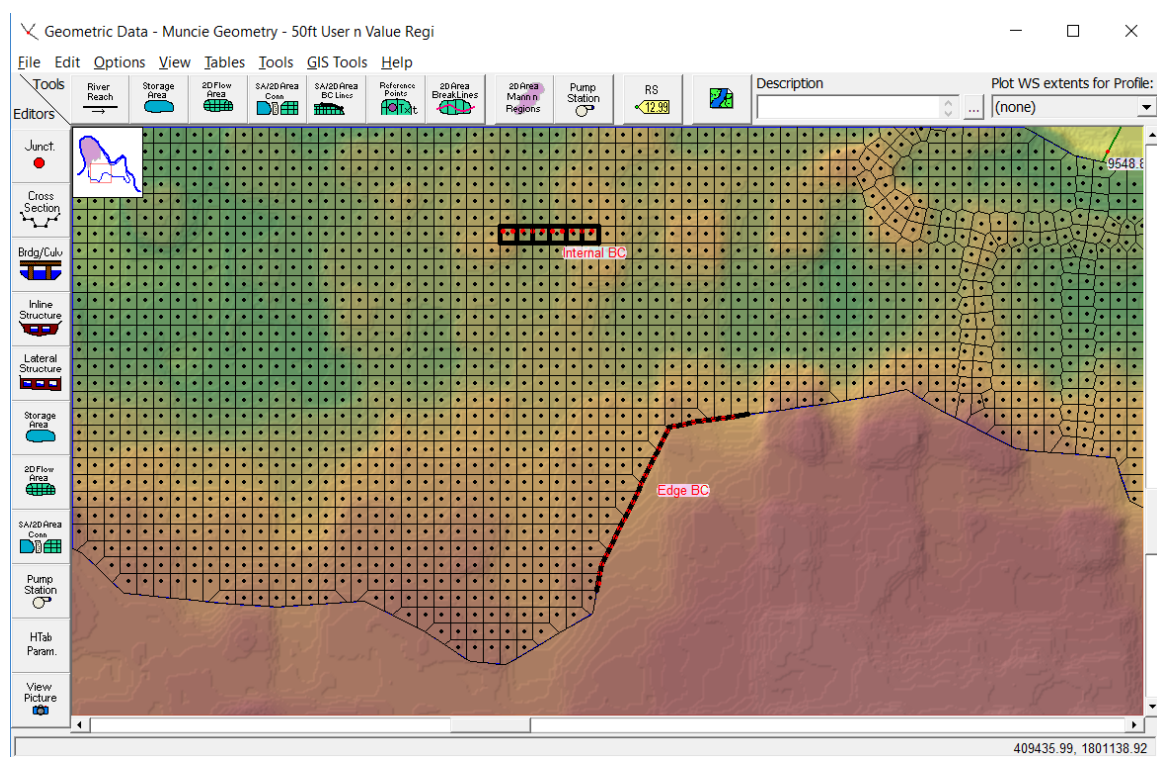 Geometric Data - Muncie Geometry - 50ft User n Value Regi
File Edit Options View Tables Tools GIS Tools Help
Tools
Editors
River
Reach
Storage
Area
2D Flow
Area
SA/2D Area
Conn
SA/2D Area
BC Lines
Reference
Points
Txt
2D Area
BreakLines
2D Area
Mann n
Regions
Pump
Station
RS
12.99
Description
...
Plot WS extents for Profile:
(none)
Junct.
Cross
Section
Brdg/Culv
Inline
Structure
Lateral
Structure
Storage
Area
2D Flow
Area
SA/2D Area
Conn
Pump
Station
HTab
Param.
View
Picture
9548.8
Internal BC
Edge BC
409435.99, 1801138.92